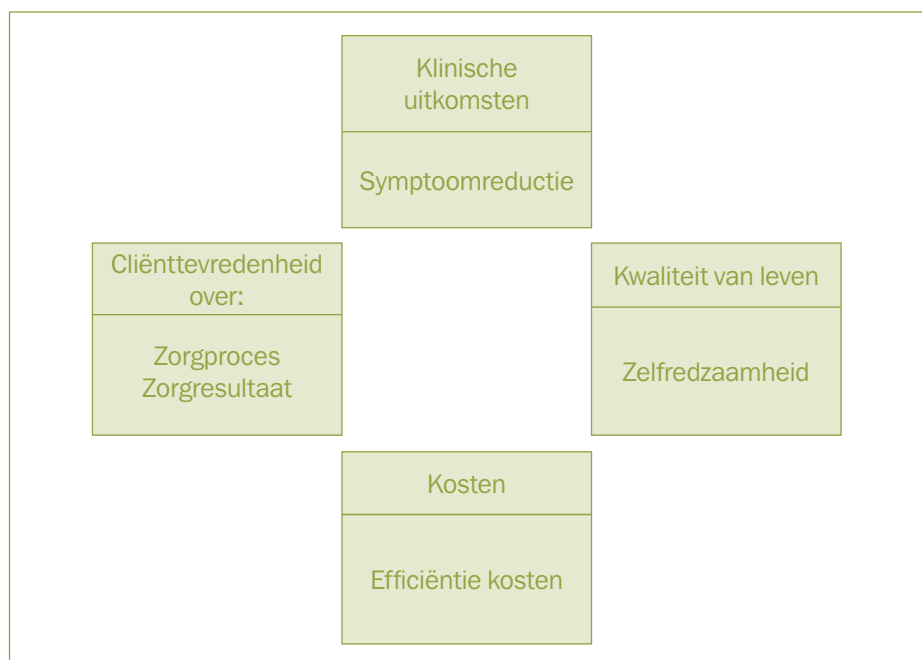 Klinische
uitkomsten
Symptoomreductie
Cliënttevredenheid
over:
Zorgproces
Zorgresultaat
Kwaliteit van leven
Zelfredzaamheid
Kosten
Efficiëntie kosten